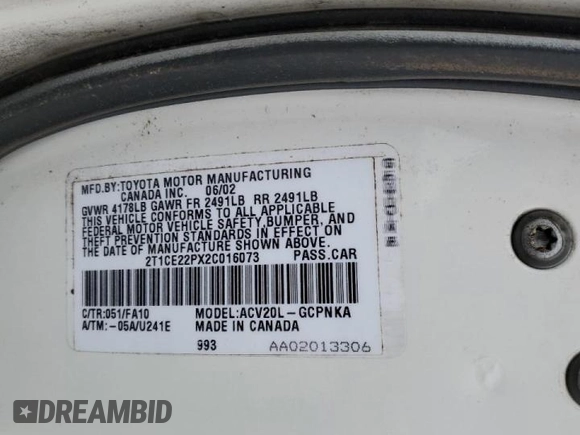 MFD.BY:TOYOTA MOTOR MANUFACTURING
CANADA INC. 06/02
GVWR 4178LB GAWR FR 2491LB RR 2491LB
THIS VEHICLE CONFORMS TO ALL APPLICABLE
FEDERAL MOTOR VEHICLE SAFETY,BUMPER, AND
THEFT PREVENTION STANDARDS IN EFFECT ON
THE DATE OF MANUFACTURE SHOWN ABOVE.
2T1CE22PX2C016073 PASS.CAR
C/TR:051/FA10 MODEL:ACV20L-GCPNKA
A/TM:-05A/U241E MADE IN CANADA
993 AA02013306
DREAMBID